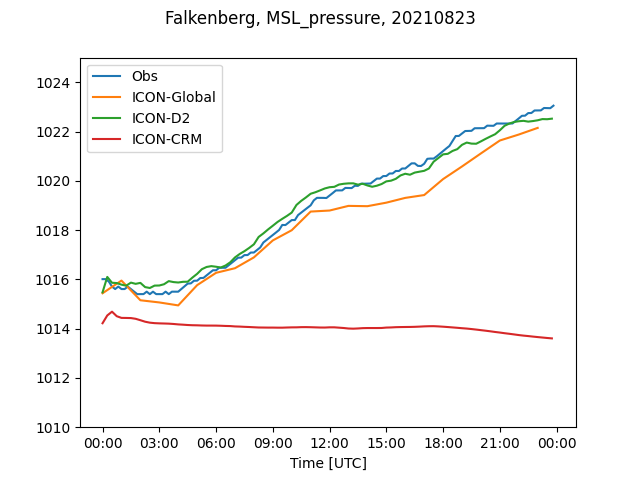 Falkenberg, MSL_pressure, 20210823
Obs
ICON-Global
ICON-D2
ICON-CRM
1024
1022
1020
1018
1016
1014
1012
1010
00:00 03:00 06:00 09:00 12:00 15:00 18:00 21:00 00:00
Time [UTC]